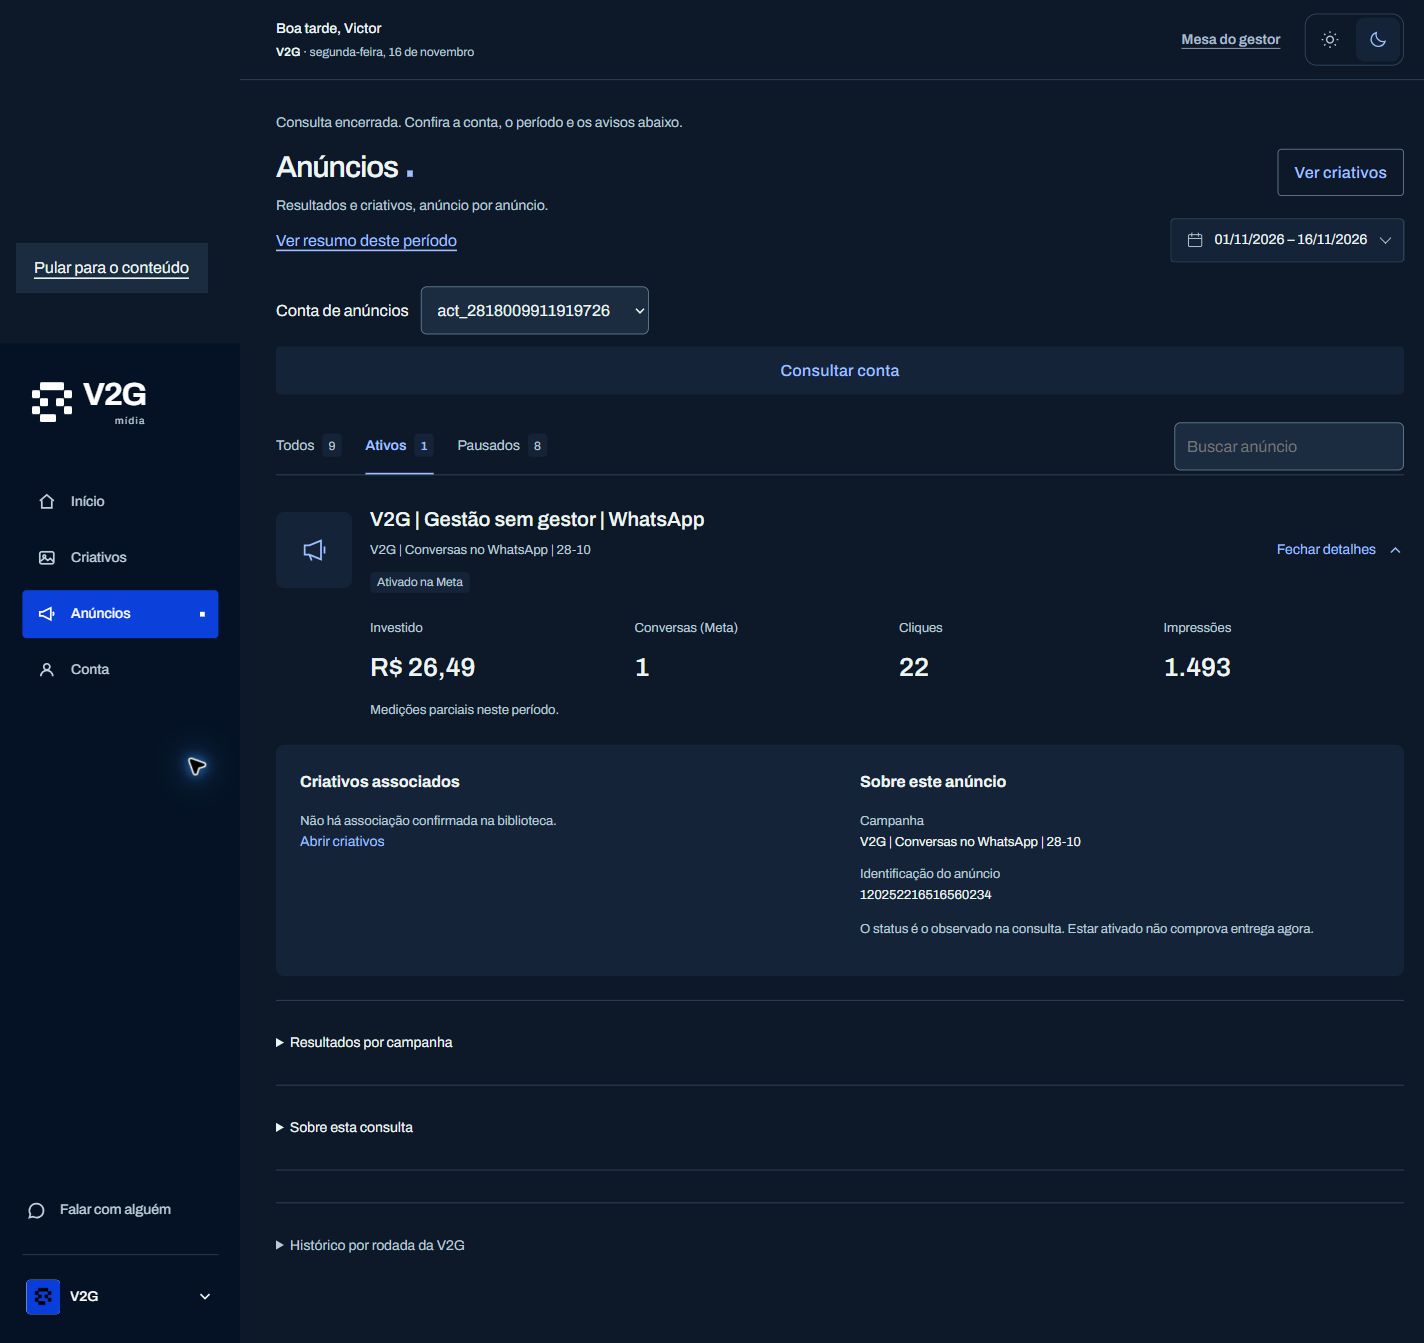 Boa tarde, Victor
V2G · segunda-feira, 16 de novembro
Mesa do gestor
Pular para o conteúdo
V2G
mídia
Início
Criativos
Anúncios
Conta
Falar com alguém
V2G
Consulta encerrada. Confira a conta, o período e os avisos abaixo.
Anúncios .
Ver criativos
Resultados e criativos, anúncio por anúncio.
Ver resumo deste período
01/11/2026 – 16/11/2026
Conta de anúncios
act_2818009911919726
Consultar conta
Todos 9 Ativos 1 Pausados 8
Buscar anúncio
V2G | Gestão sem gestor | WhatsApp
V2G | Conversas no WhatsApp | 28-10
Fechar detalhes
Ativado na Meta
Investido Conversas (Meta) Cliques Impressões
R$ 26,49 1 22 1.493
Medições parciais neste período.
Criativos associados
Não há associação confirmada na biblioteca.
Abrir criativos
Sobre este anúncio
Campanha
V2G | Conversas no WhatsApp | 28-10
Identificação do anúncio
120252216516560234
O status é o observado na consulta. Estar ativado não comprova entrega agora.
Resultados por campanha
Sobre esta consulta
Histórico por rodada da V2G